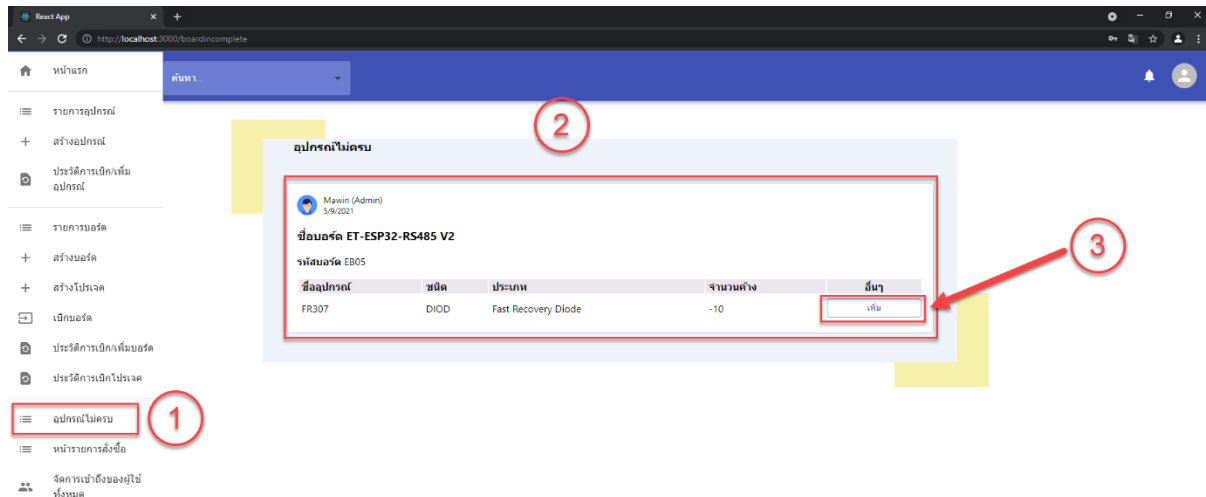 React App
http://localhost:3000/boardincomplete
หน้าแรก
ค้นหา...
รายการอุปกรณ์
สร้างอุปกรณ์
ประวัติการเบิก/เพิ่ม
อุปกรณ์
รายการบอร์ด
สร้างบอร์ด
สร้างโปรเจค
เบิกบอร์ด
ประวัติการเบิก/เพิ่มบอร์ด
ประวัติการเบิกโปรเจค
อุปกรณ์ไม่ครบ
หน้ารายการสั่งซื้อ
จัดการเข้าถึงของผู้ใช้
ทั้งหมด
1
2
อุปกรณ์ไม่ครบ
Mawin (Admin)
5/9/2021
ชื่อบอร์ด ET-ESP32-RS485 V2
รหัสบอร์ด EB05
ชื่ออุปกรณ์ ชนิด ประเภท จำนวนค้าง อื่นๆ
FR307 DIOD Fast Recovery Diode -10 เพิ่ม
3